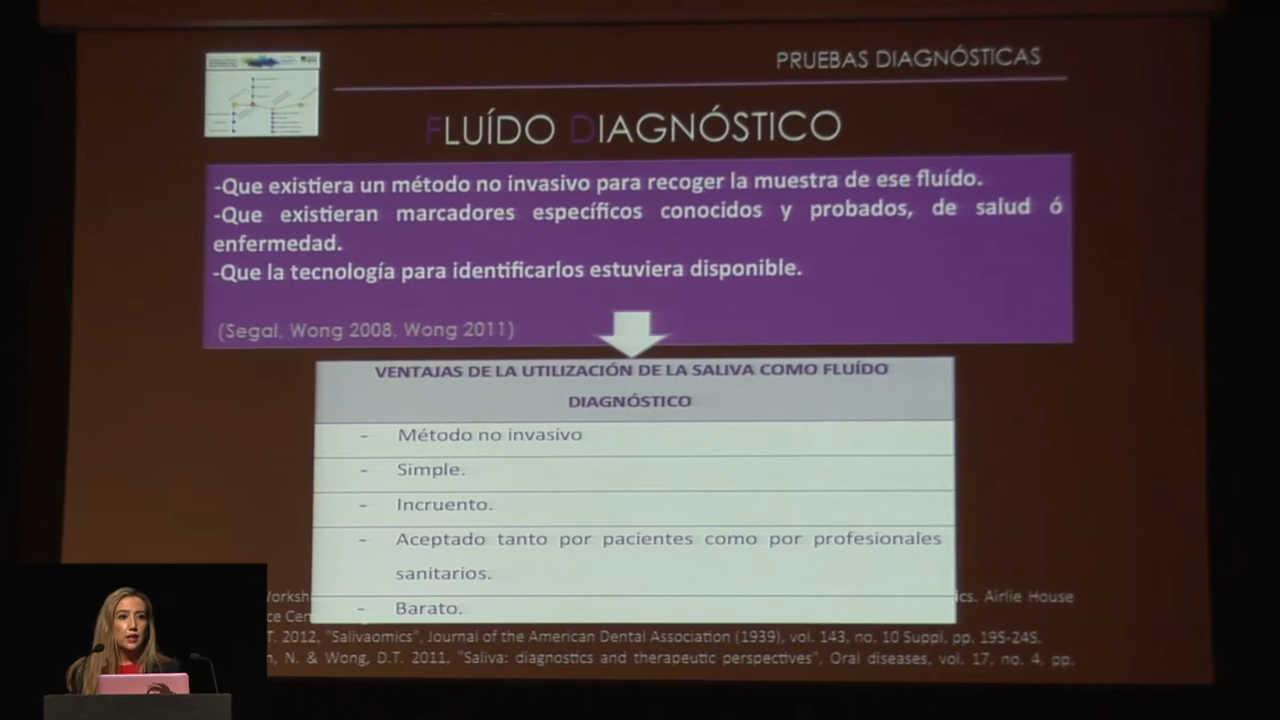 PRUEBAS DIAGNÓSTICAS
FLUÍDO DIAGNÓSTICO
-Que existiera un método no invasivo para recoger la muestra de ese fluído.
-Que existieran marcadores específicos conocidos y probados, de salud ó
enfermedad.
-Que la tecnología para identificarlos estuviera disponible.
(Segal, Wong 2008, Wong 2011)
VENTAJAS DE LA UTILIZACIÓN DE LA SALIVA COMO FLUÍDO
DIAGNÓSTICO
- Método no invasivo
- Simple.
- Incruento.
- Aceptado tanto por pacientes como por profesionales
sanitarios.
- Barato.
ics. Airlie House
T. 2012, "Salivaomics", Journal of the American Dental Association (1939), vol. 143, no. 10 Suppl, pp. 19S-24S.
N. & Wong, D.T. 2011, "Saliva: diagnostics and therapeutic perspectives", Oral diseases, vol. 17, no. 4, pp.